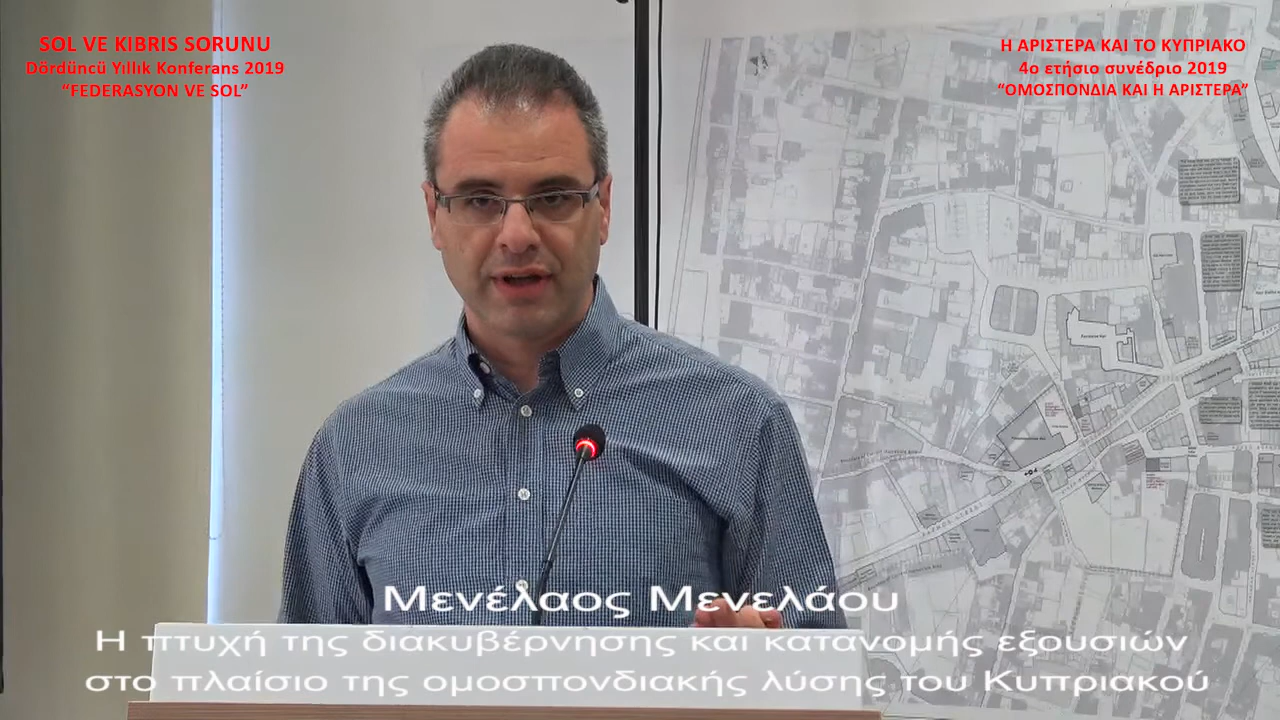 SOL VE KIBRIS SORUNU
Dördüncü Yıllık Konferans 2019
“FEDERASYON VE SOL”
Η ΑΡΙΣΤΕΡΑ ΚΑΙ ΤΟ ΚΥΠΡΙΑΚΟ
4ο ετήσιο συνέδριο 2019
“ΟΜΟΣΠΟΝΔΙΑ ΚΑΙ Η ΑΡΙΣΤΕΡΑ”
Μενέλαος Μενελάου
Η πτυχή της διακυβέρνησης και κατανομής εξουσιών
στο πλαίσιο της ομοσπονδιακής λύσης του Κυπριακού